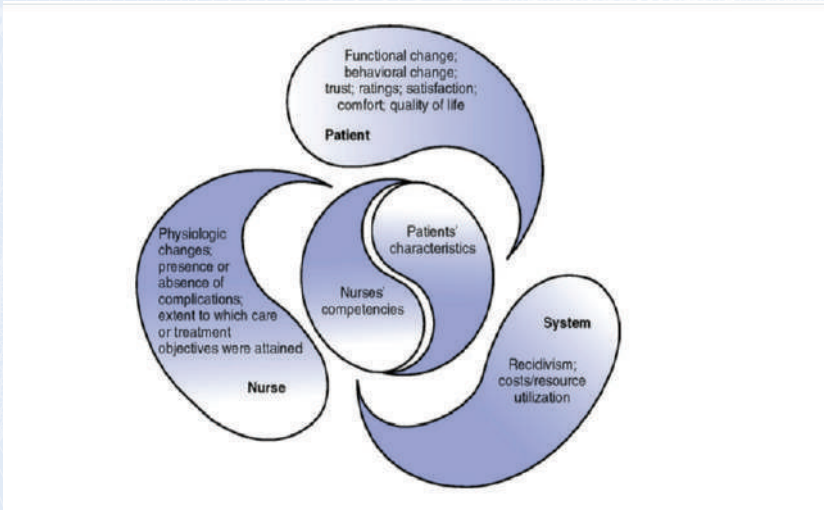 Functional change;
behavioral change;
trust; ratings; satisfaction;
comfort; quality of life
Patient
Physiologic
changes;
presence or
absence of
complications;
extent to which care
or treatment
objectives were attained
Nurse
Patients'
characteristics
Nurses'
competencies
System
Recidivism;
costs/resource
utilization